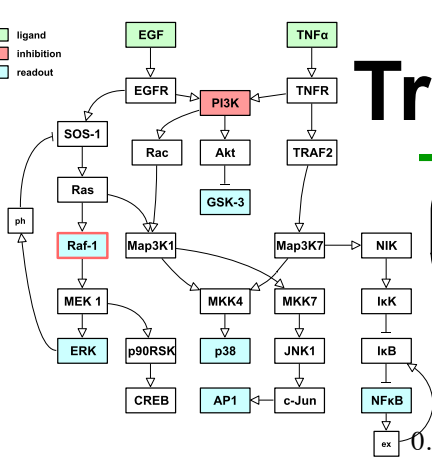 ligand
inhibition
readout
EGF
TNFα
EGFR
PI3K
TNFR
SOS-1
Rac
Akt
TRAF2
Ras
GSK-3
ph
Raf-1
Map3K1
Map3K7
NIK
MEK 1
MKK4
MKK7
IκK
ERK
p90RSK
p38
JNK1
IκB
CREB
AP1
c-Jun
NFκB
ex
Tr
0.